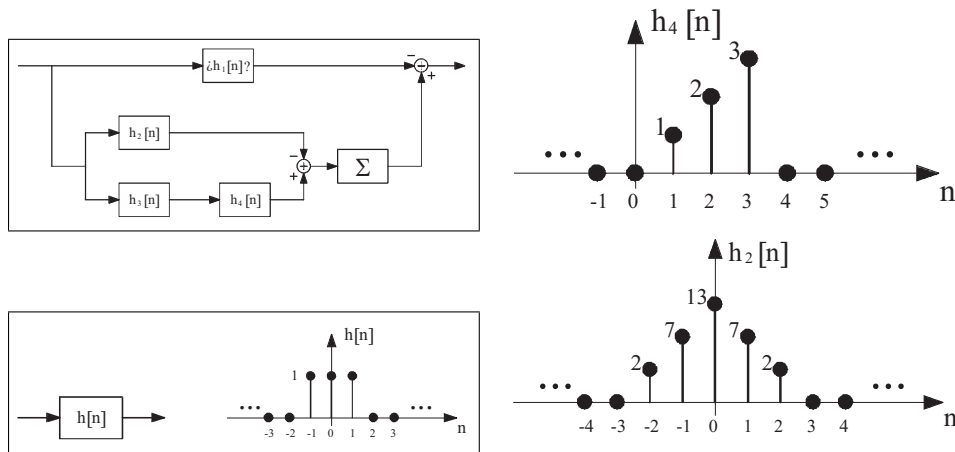 ¿h₁[n]?
−
+
h₂[n]
−
+
Σ
h₃[n]
h₄[n]
h₄[n]
3
2
1
-1 0 1 2 3 4 5
n
h[n]
h[n]
1
-3 -2 -1 0 1 2 3
n
h₂[n]
13
7
7
2
2
-4 -3 -2 -1 0 1 2 3 4
n